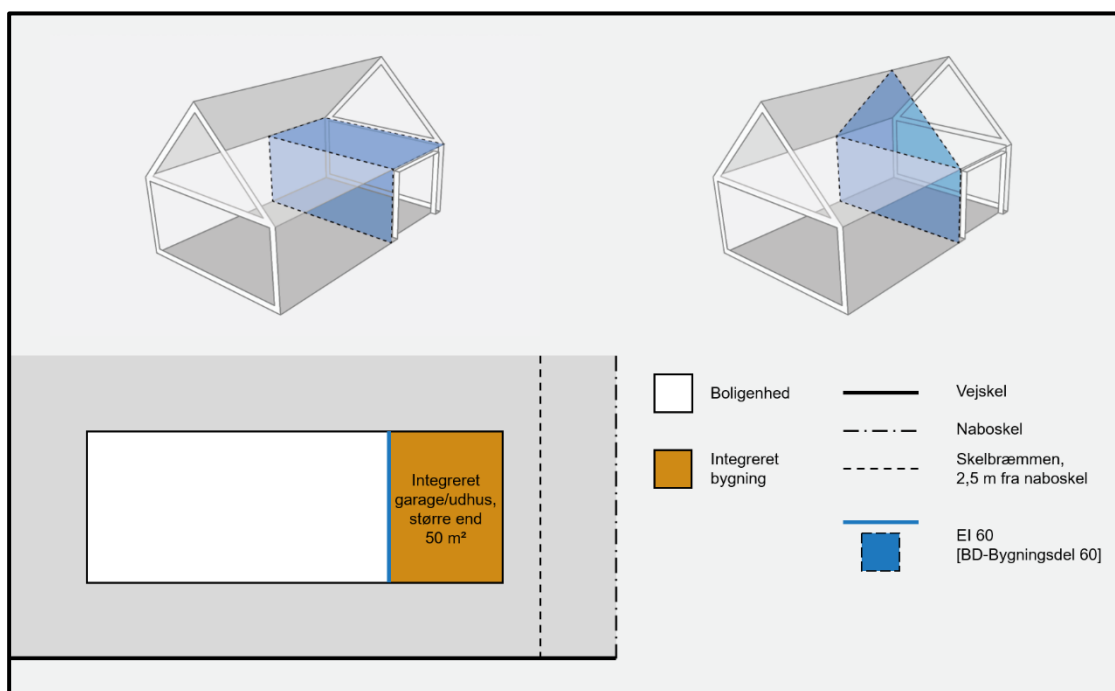 Integreret
garage/udhus,
større end
50 m²
Boligenhed
Integreret
bygning
Vejskel
Naboskel
Skelbræmmen,
2,5 m fra naboskel
EI 60
[BD-Bygningsdel 60]